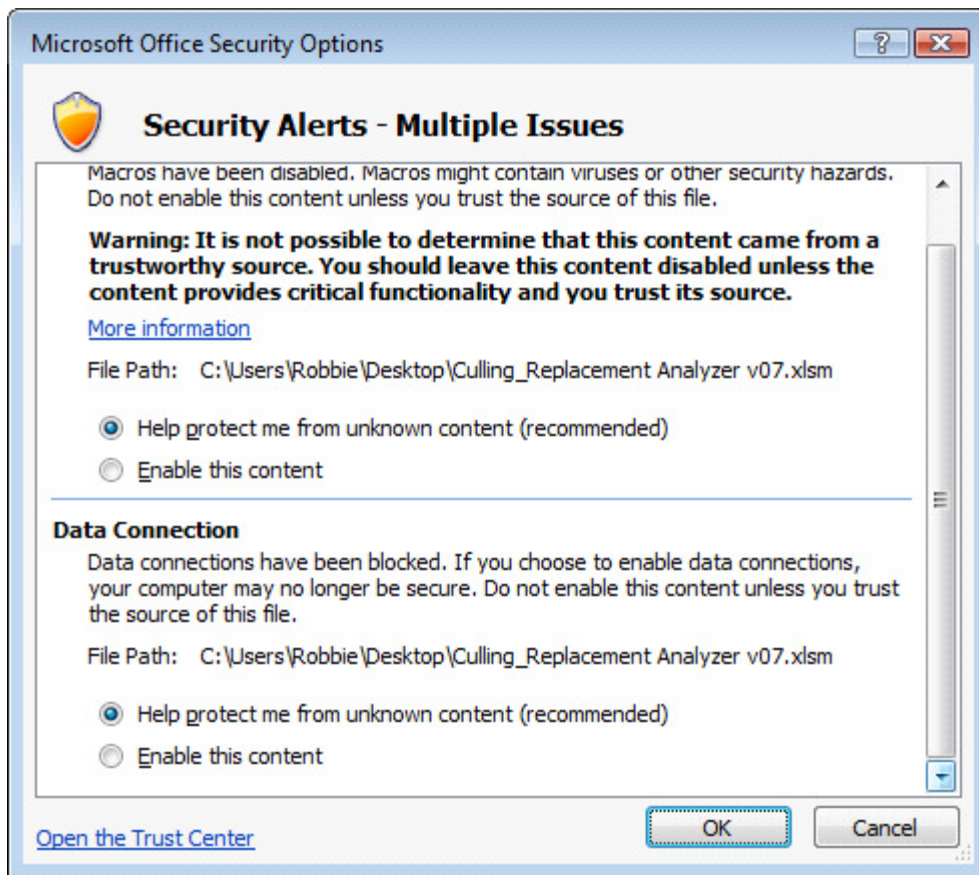 Microsoft Office Security Options
Security Alerts - Multiple Issues
Macros have been disabled. Macros might contain viruses or other security hazards.
Do not enable this content unless you trust the source of this file.
Warning: It is not possible to determine that this content came from a
trustworthy source. You should leave this content disabled unless the
content provides critical functionality and you trust its source.
More information
File Path: C:\Users\Robbie\Desktop\Culling_Replacement Analyzer v07.xlsm
Help protect me from unknown content (recommended)
Enable this content
Data Connection
Data connections have been blocked. If you choose to enable data connections,
your computer may no longer be secure. Do not enable this content unless you trust
the source of this file.
File Path: C:\Users\Robbie\Desktop\Culling_Replacement Analyzer v07.xlsm
Help protect me from unknown content (recommended)
Enable this content
Open the Trust Center
OK
Cancel